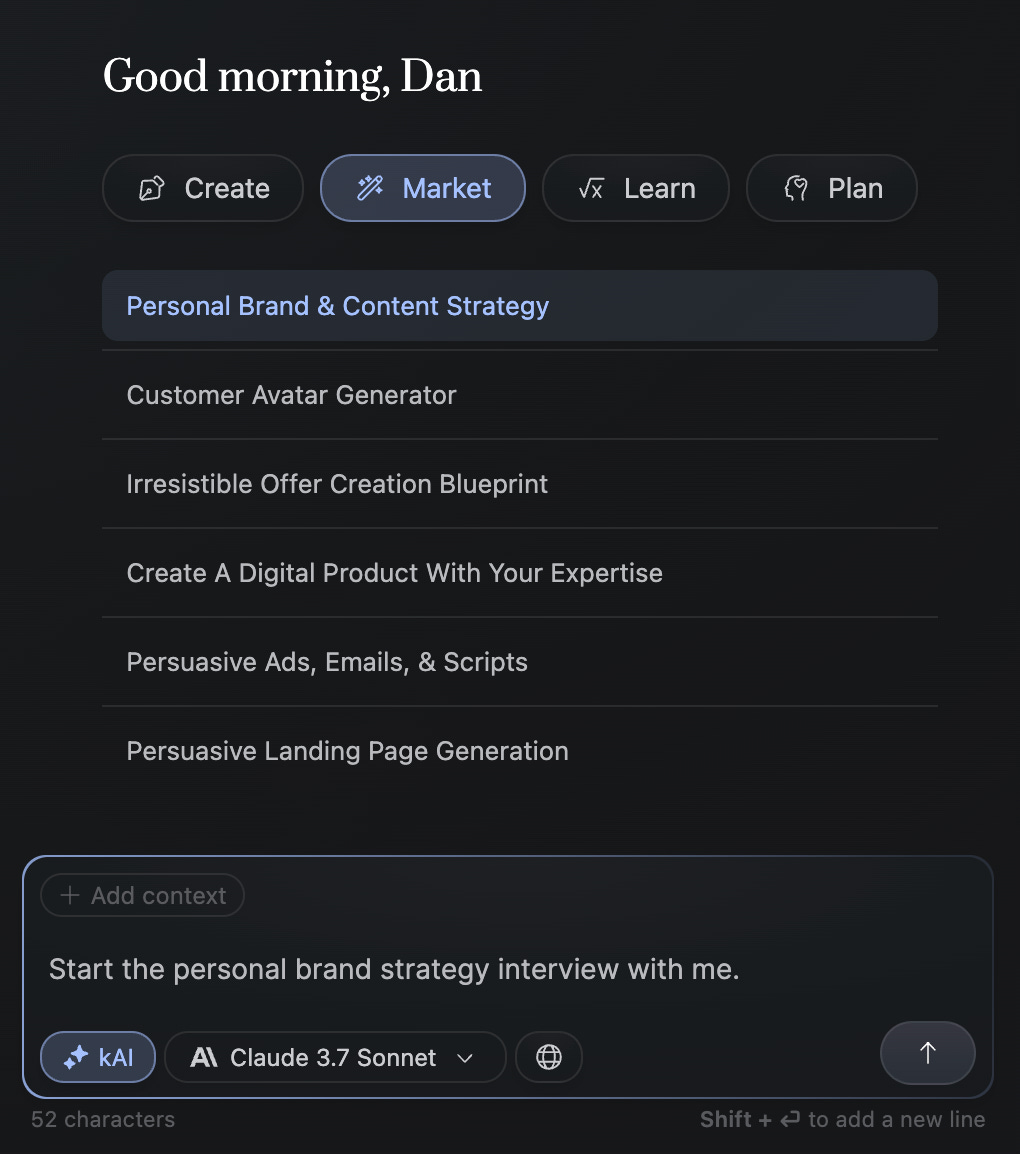 Good morning, Dan
Create Market Learn Plan
Personal Brand & Content Strategy
Customer Avatar Generator
Irresistible Offer Creation Blueprint
Create A Digital Product With Your Expertise
Persuasive Ads, Emails, & Scripts
Persuasive Landing Page Generation
+ Add context
Start the personal brand strategy interview with me.
kAI Claude 3.7 Sonnet
52 characters Shift + ↵ to add a new line